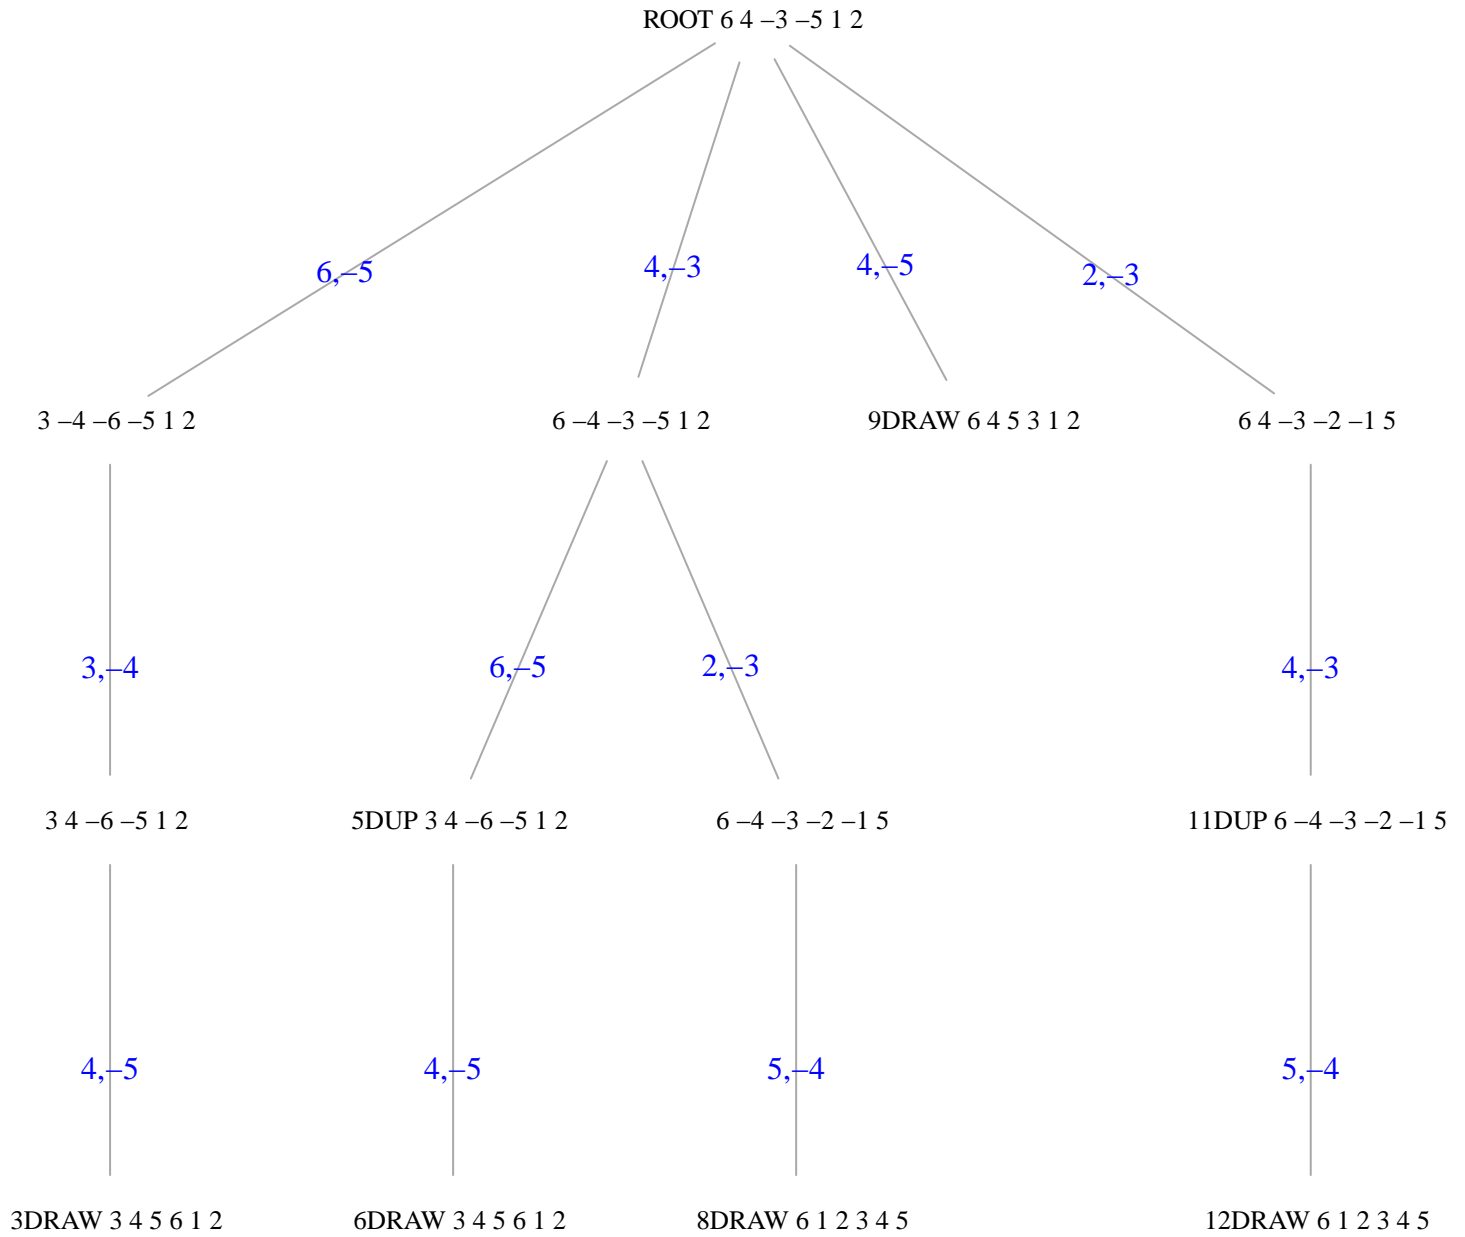 ROOT 6 4 –3 –5 1 2
6,–5
4,–3
4,–5
2,–3
3 –4 –6 –5 1 2
6 –4 –3 –5 1 2
9DRAW 6 4 5 3 1 2
6 4 –3 –2 –1 5
3,–4
6,–5
2,–3
4,–3
3 4 –6 –5 1 2
5DUP 3 4 –6 –5 1 2
6 –4 –3 –2 –1 5
11DUP 6 –4 –3 –2 –1 5
4,–5
4,–5
5,–4
5,–4
3DRAW 3 4 5 6 1 2
6DRAW 3 4 5 6 1 2
8DRAW 6 1 2 3 4 5
12DRAW 6 1 2 3 4 5